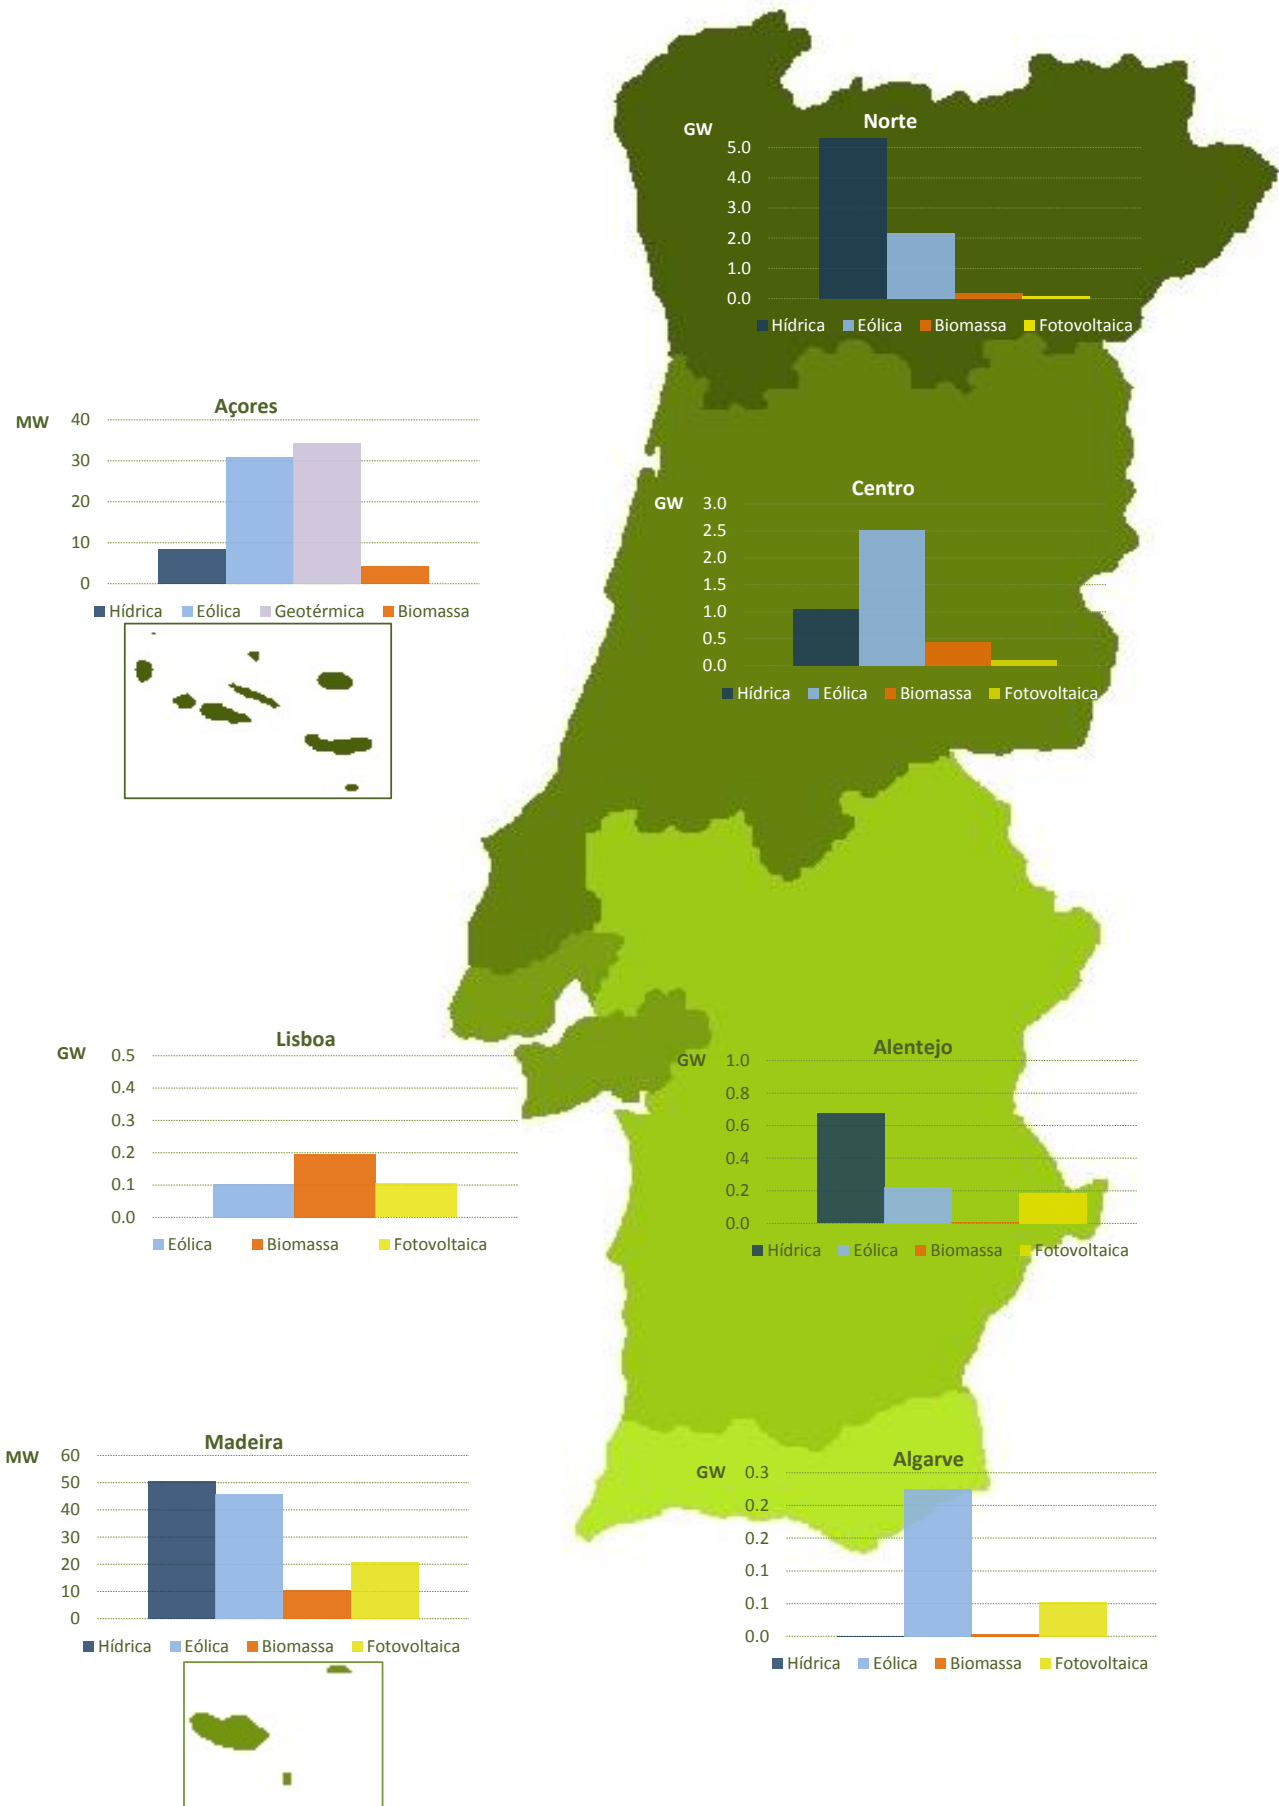 Norte
GW
5.0
4.0
3.0
2.0
1.0
0.0
Hídrica Eólica Biomassa Fotovoltaica
Açores
MW
40
30
20
10
0
Hídrica Eólica Geotérmica Biomassa
Centro
GW
3.0
2.5
2.0
1.5
1.0
0.5
0.0
Hídrica Eólica Biomassa Fotovoltaica
Lisboa
GW
0.5
0.4
0.3
0.2
0.1
0.0
Eólica Biomassa Fotovoltaica
Alentejo
GW
1.0
0.8
0.6
0.4
0.2
0.0
Hídrica Eólica Biomassa Fotovoltaica
Madeira
MW
60
50
40
30
20
10
0
Hídrica Eólica Biomassa Fotovoltaica
Algarve
GW
0.3
0.2
0.2
0.1
0.1
0.0
Hídrica Eólica Biomassa Fotovoltaica